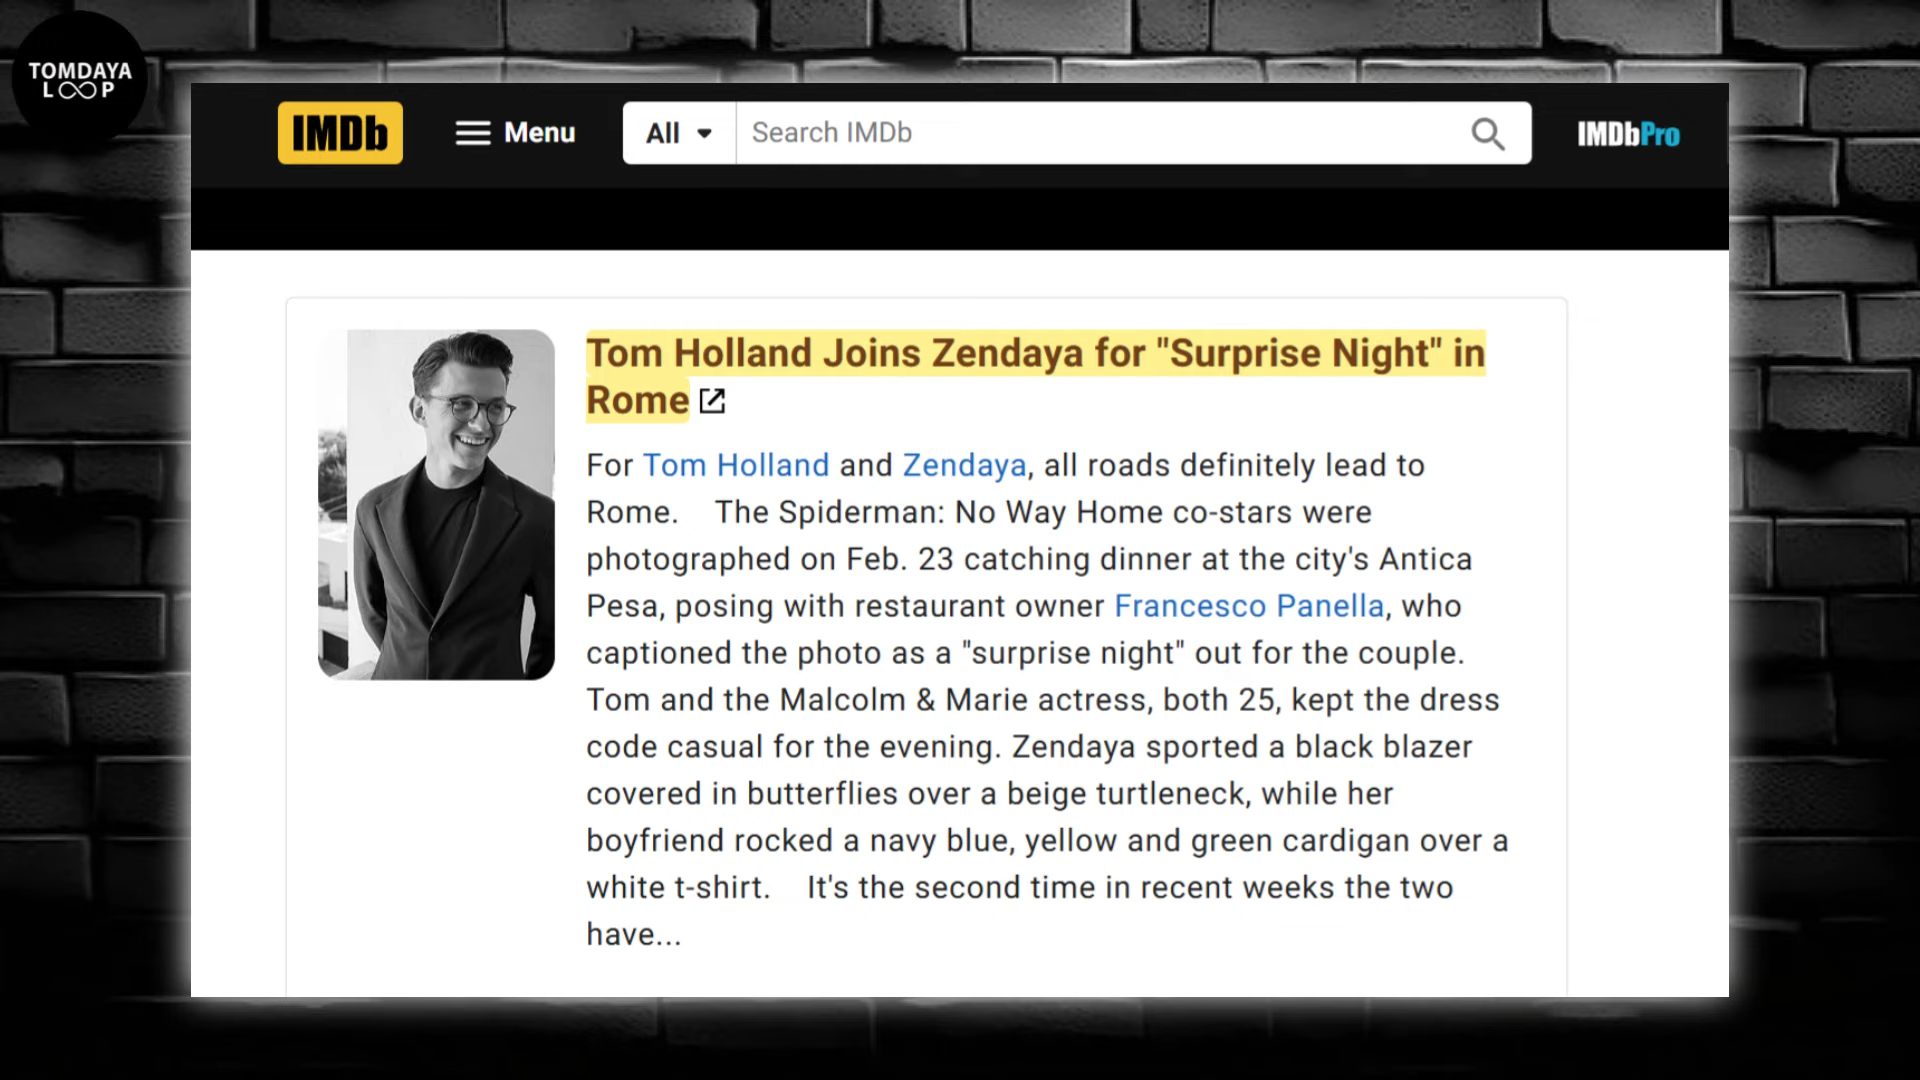 TOMDAYA
LOOP
IMDb
Menu
All
Search IMDb
IMDbPro
Tom Holland Joins Zendaya for "Surprise Night" in
Rome
For Tom Holland and Zendaya, all roads definitely lead to
Rome. The Spiderman: No Way Home co-stars were
photographed on Feb. 23 catching dinner at the city's Antica
Pesa, posing with restaurant owner Francesco Panella, who
captioned the photo as a "surprise night" out for the couple.
Tom and the Malcolm & Marie actress, both 25, kept the dress
code casual for the evening. Zendaya sported a black blazer
covered in butterflies over a beige turtleneck, while her
boyfriend rocked a navy blue, yellow and green cardigan over a
white t-shirt. It's the second time in recent weeks the two
have...